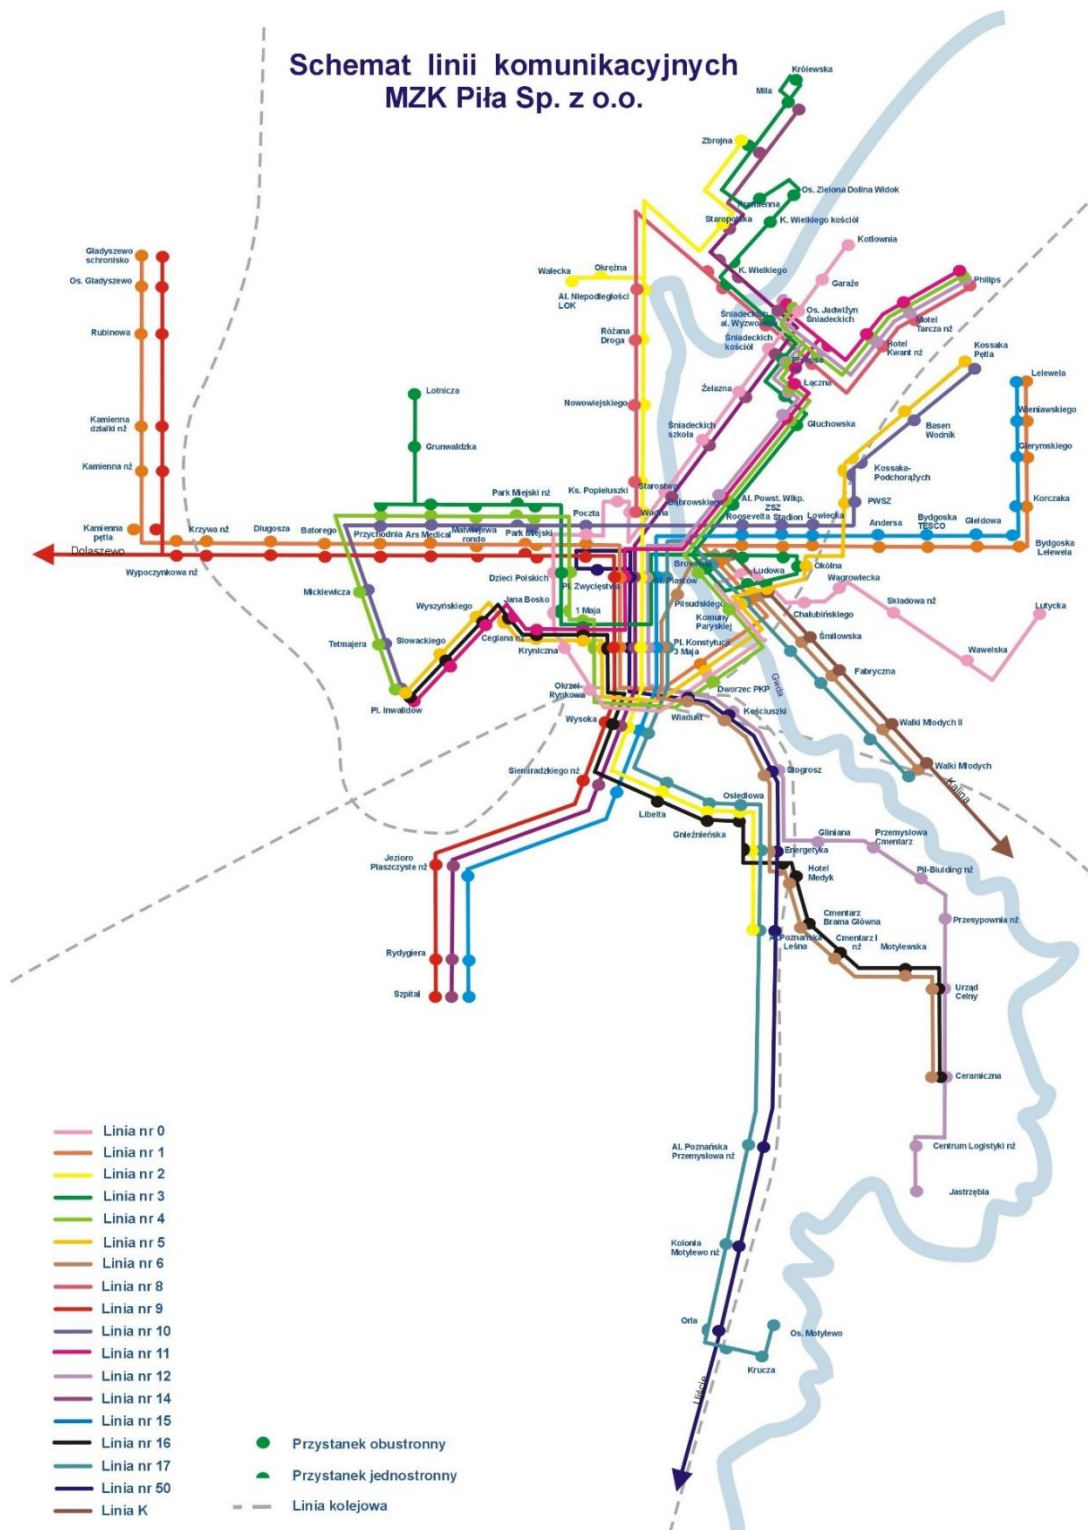 Schemat linii komunikacyjnych
MZK Piła Sp. z o.o.
Królewska
Miła
Zbrojna
Os. Zielona Dolina Widok
Promienna
Staropolska
K. Wielkiego kościół
Kotłownia
K. Wielkiego
Garaże
Philips
Gładyszewo
schronisko
Os. Gładyszewo
Rubinowa
Kamienna
działki nż
Kamienna nż
Kamienna
pętla
Wałecka
Okrężna
Al. Niepodległości
LOK
Różana
Droga
Nowowiejskiego
Śniadeckich
al. Wyzwolenia
Śniadeckich
kościół
Os. Jadwiżyn
Śniadeckich
Motel
Tarcza nż
Hotel
Kwant nż
Philipsa
Łączna
Żelazna
Kossaka
Pętla
Lelewela
Lotnicza
Grunwaldzka
Śniadeckich
szkoła
Głuchowska
Basen
Wodnik
Wieniawskiego
Gierymskiego
Kossaka-
Podchorążych
Starostwo
Dąbrowskiego
Park Miejski nż
Ks. Popiełuszki
Wodna
Al. Powst. Wlkp.
ZSZ
PWSZ
Korczaka
Krzywa nż
Długosza
Batorego
Przychodnia
Ars Medical
Matwiejewa
rondo
Park Miejski
Poczta
Roosevelta
Stadion
Łowiecka
Andersa
Bydgoska
TESCO
Giełdowa
Bydgoska
Lelewela
Dolaszewo
Wypoczynkowa nż
Browarna
Dzieci Polskich
Pl. Zwycięstwa
Ludowa
Okólna
Wągrowiecka
Mickiewicza
Wyszyńskiego
Jana Bosko
1 Maja
Piłsudskiego
Komuny
Paryskiej
Chałubińskiego
Składowa nż
Lutycka
Tetmajera
Słowackiego
Ceglana nż
Kryniczna
Pl. Konstytucji
3 Maja
Śmiłowska
Wawelska
Fabryczna
Pl. Inwalidów
Okrzei
Rynkowa
Dworzec PKP
Gwda
Kościuszki
Wysoka
Wiadukt
Walki Młodych II
Siemiradzkiego nż
Stogrosz
Walki Młodych
Kalina
Osiedlowa
Libelta
Gnieźnieńska
Gliniana
Przemysłowa
Cmentarz
Energetyka
Jezioro
Płaszczyste nż
Hotel
Medyk
Pil-Biulding nż
Cmentarz
Brama Główna
Przesypownia nż
Al. Poznańska
Leśna
Cmentarz I
nż
Motylewska
Rydygiera
Szpital
Urząd
Celny
Ceramiczna
Linia nr 0
Linia nr 1
Linia nr 2
Linia nr 3
Linia nr 4
Linia nr 5
Linia nr 6
Linia nr 8
Linia nr 9
Linia nr 10
Linia nr 11
Linia nr 12
Linia nr 14
Linia nr 15
Linia nr 16
Linia nr 17
Linia nr 50
Linia K
Al. Poznańska
Przemysłowa nż
Centrum Logistyki nż
Jastrzębia
Kolonia
Motylewo nż
Orla
Os. Motylewo
Krucza
Ujście
Przystanek obustronny
Przystanek jednostronny
Linia kolejowa